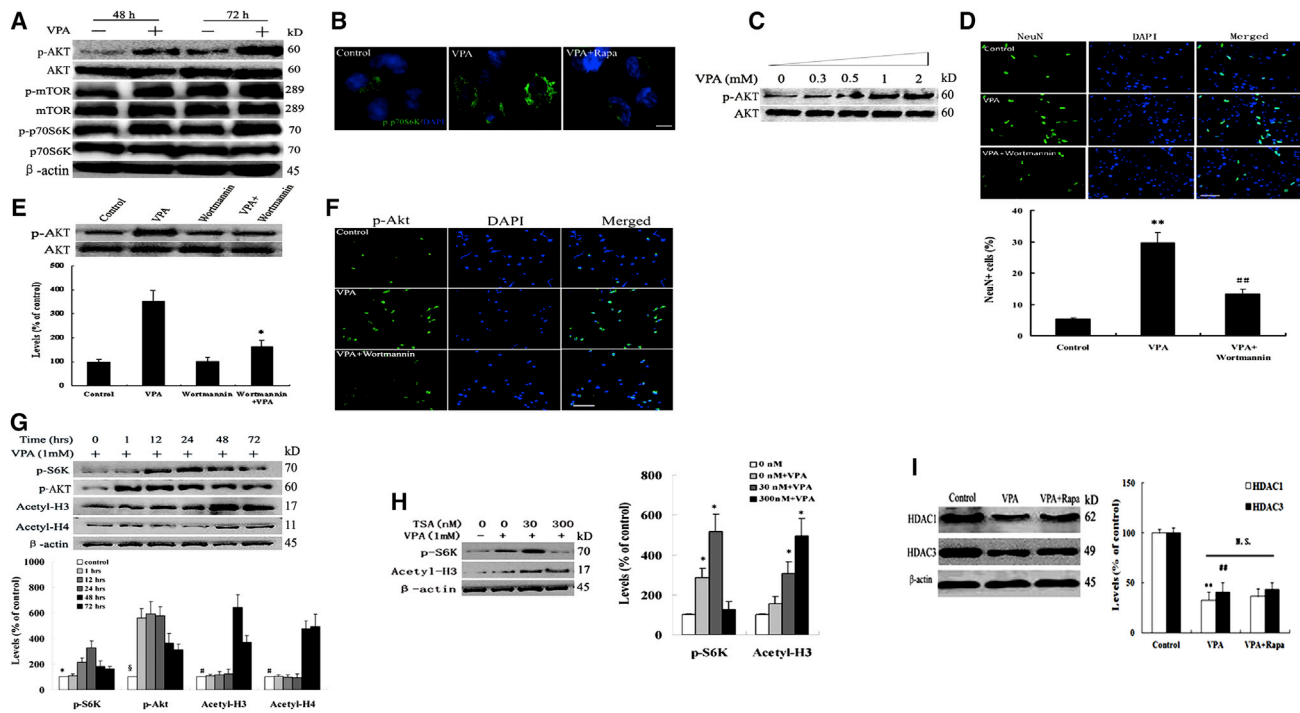 A
48 h 72 h
VPA − + − + kD
p-AKT 60
AKT 60
p-mTOR 289
mTOR 289
p-p70S6K 70
p70S6K 70
β-actin 45
B
Control VPA VPA+Rapa
p-p70S6K/DAPI
C
VPA (mM) 0 0.3 0.5 1 2 kD
p-AKT 60
AKT 60
D
NeuN DAPI Merged
Control
VPA
VPA+Wortmannin
NeuN+ cells (%)
40
30
20
10
0
**
##
Control VPA VPA+
Wortmannin
E
Control VPA Wortmannin VPA+
Wortmannin
p-AKT
AKT
Levels (% of control)
500
400
300
200
100
0
*
Control VPA Wortmannin Wortmannin
+VPA
F
p-Akt DAPI Merged
Control
VPA
VPA+Wortmannin
G
Time (hrs) 0 1 12 24 48 72
VPA (1mM) + + + + + + kD
p-S6K 70
p-AKT 60
Acetyl-H3 17
Acetyl-H4 11
β-actin 45
Levels (% of control)
1000
800
600
400
200
0
control
1 hrs
12 hrs
24 hrs
48 hrs
72 hrs
* § # #
p-S6K p-Akt Acetyl-H3 Acetyl-H4
H
TSA (nM) 0 0 30 300
VPA (1mM) − + + + kD
p-S6K 70
Acetyl-H3 17
β-actin 45
Levels (% of control)
800
600
400
200
0
0 nM
0 nM+VPA
30 nM+VPA
300nM+VPA
* * * *
p-S6K Acetyl-H3
I
Control VPA VPA+Rapa kD
HDAC1 62
HDAC3 49
β-actin 45
Levels (% of control)
150
100
50
0
HDAC1
HDAC3
N.S.
** ##
Control VPA VPA+Rapa